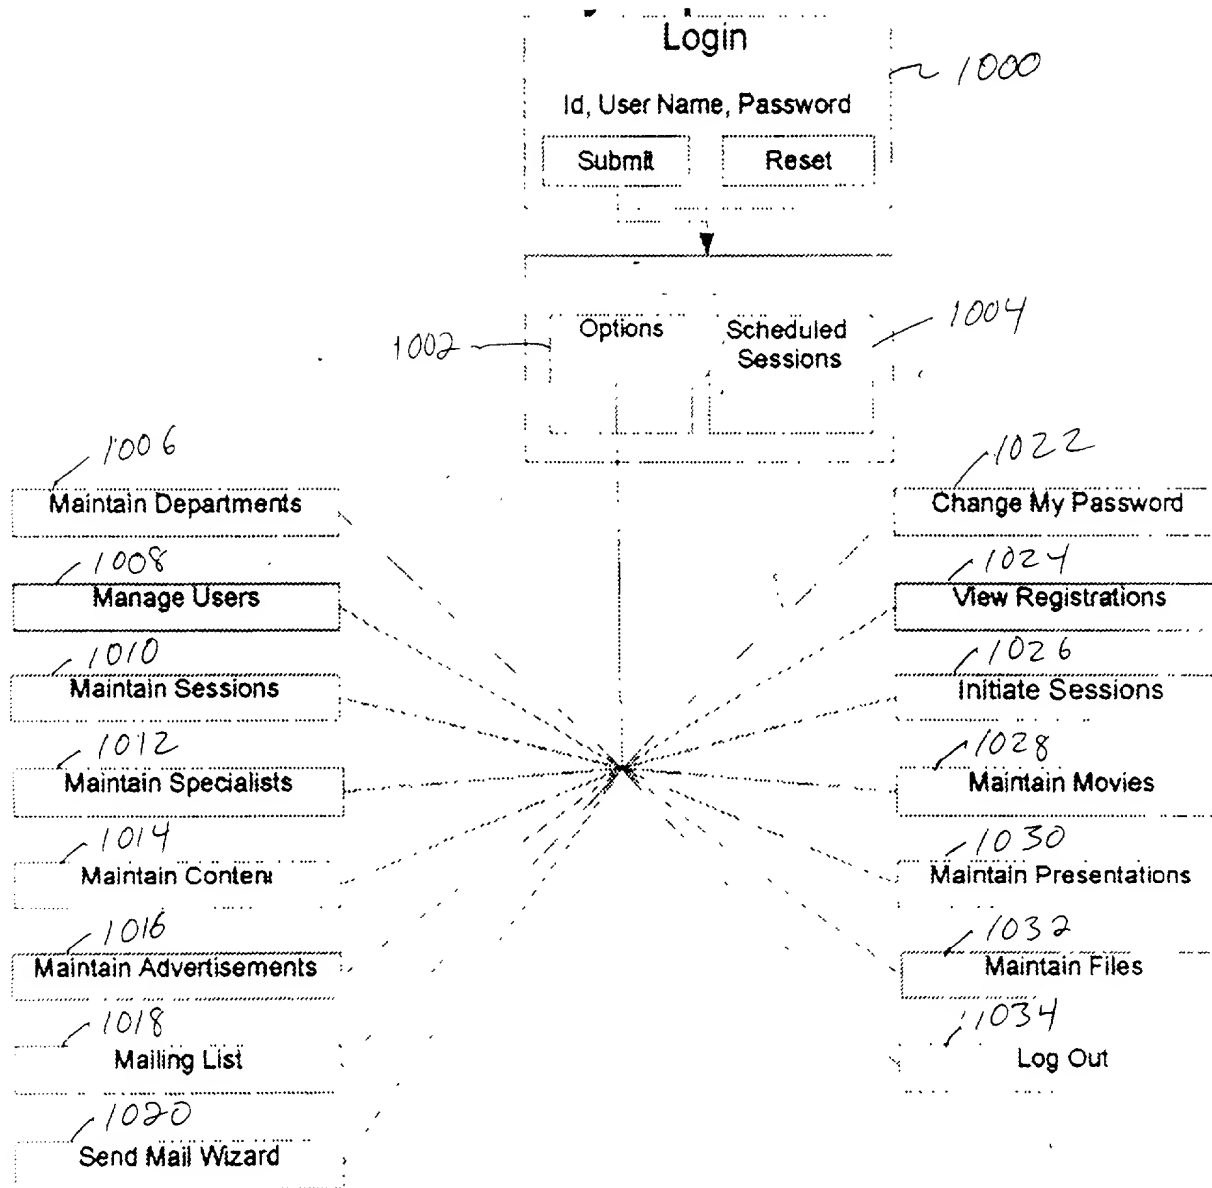 Login
1000
Id, User Name, Password
Submit
Reset
1002
Options
Scheduled
Sessions
1004
1006
Maintain Departments
1008
Manage Users
1010
Maintain Sessions
1012
Maintain Specialists
1014
Maintain Content
1016
Maintain Advertisements
1018
Mailing List
1020
Send Mail Wizard
1022
Change My Password
1024
View Registrations
1026
Initiate Sessions
1028
Maintain Movies
1030
Maintain Presentations
1032
Maintain Files
1034
Log Out